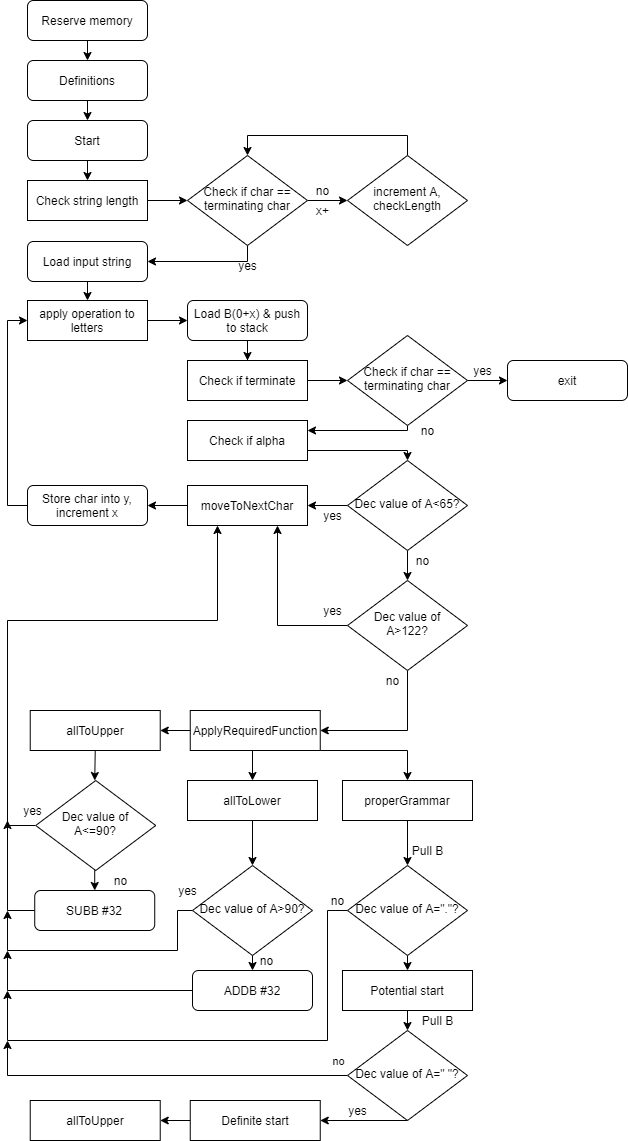 Reserve memory
Definitions
Start
Check string length
Check if char ==
terminating char
no
x+
increment A,
checkLength
yes
Load input string
apply operation to
letters
Load B(0+x) & push
to stack
Check if terminate
Check if char ==
terminating char
yes
exit
no
Check if alpha
Dec value of A<65?
yes
moveToNextChar
Store char into y,
increment x
no
Dec value of
A>122?
yes
no
ApplyRequiredFunction
allToUpper
allToLower
properGrammar
Dec value of
A<=90?
yes
no
SUBB #32
Pull B
Dec value of A>90?
yes
no
ADDB #32
Dec value of A="."?
no
Potential start
Pull B
Dec value of A=" "?
no
yes
Definite start
allToUpper